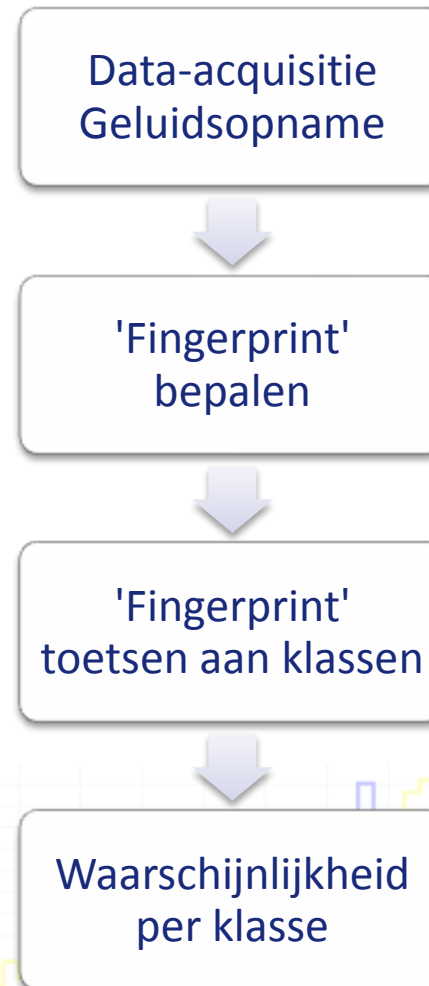 Data-acquisitie
Geluidsopname
'Fingerprint'
bepalen
'Fingerprint'
toetsen aan klassen
Waarschijnlijkheid
per klasse